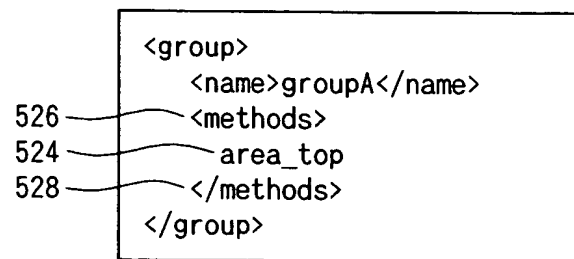 <group>
<name>groupA</name>
526 <methods>
524 area_top
528 </methods>
</group>